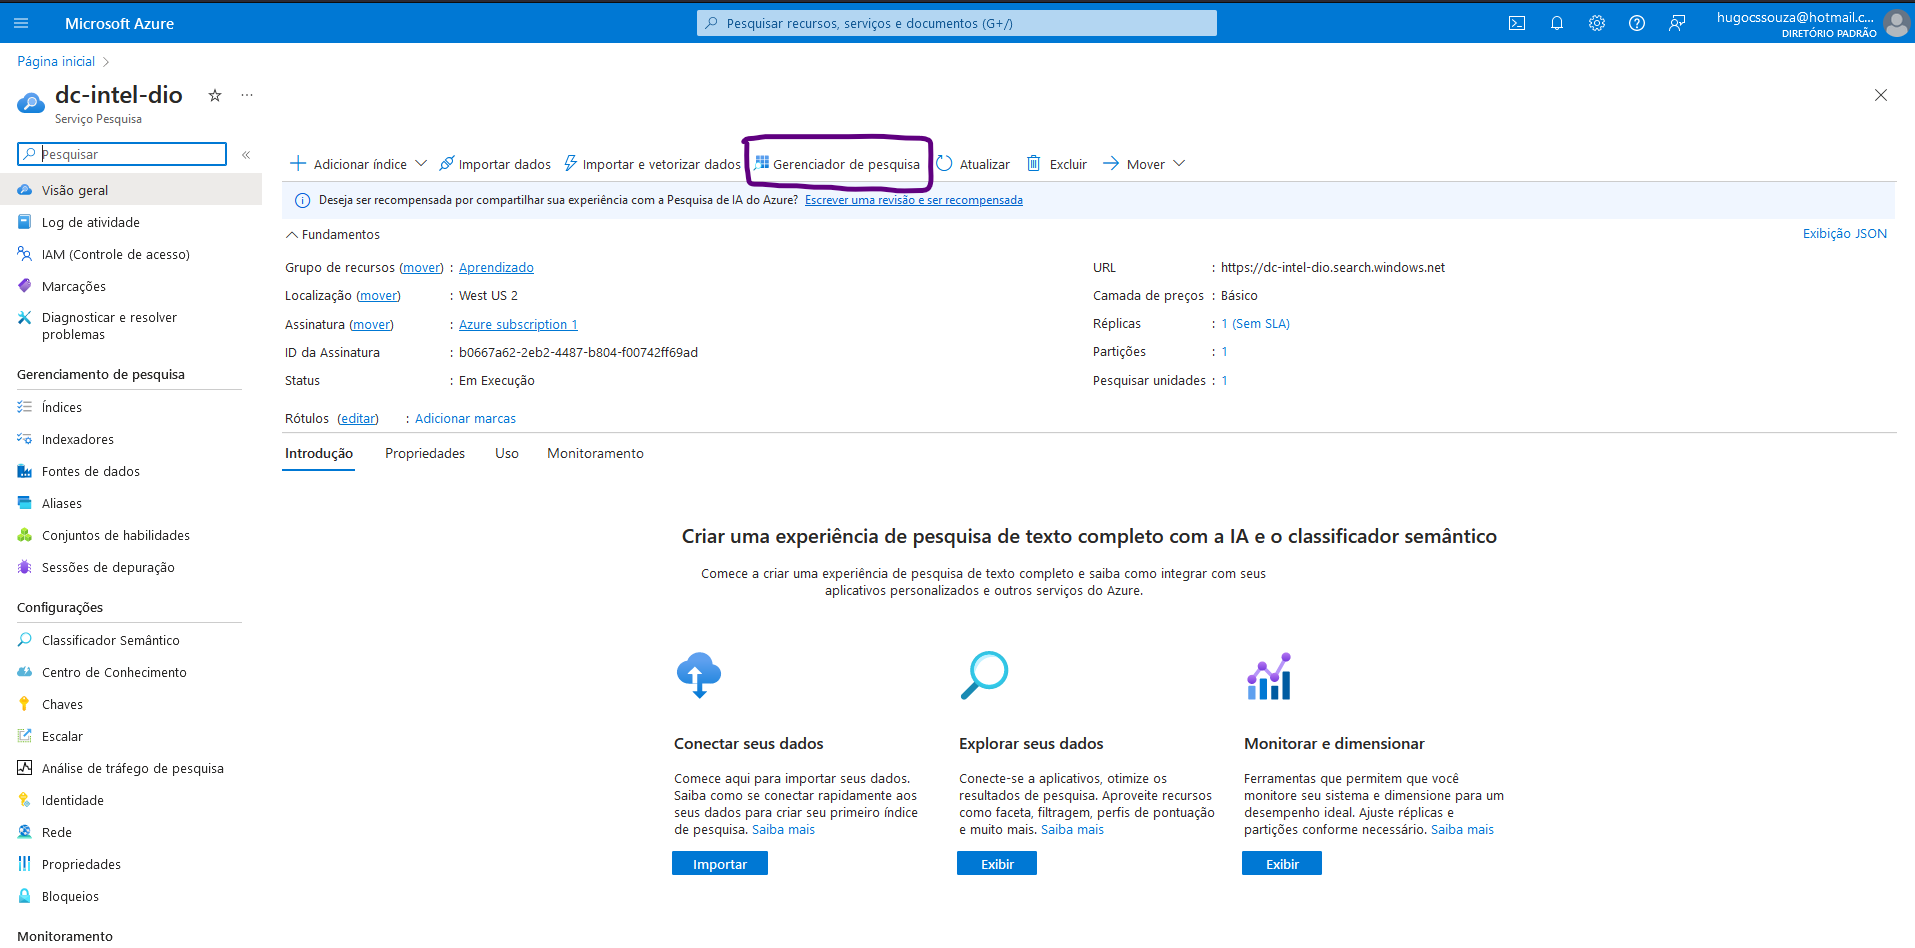 Microsoft Azure
Pesquisar recursos, serviços e documentos (G+/)
hugocssouza@hotmail.c...
DIRETÓRIO PADRÃO
Página inicial
dc-intel-dio
Serviço Pesquisa
Pesquisar
Visão geral
Log de atividade
IAM (Controle de acesso)
Marcações
Diagnosticar e resolver
problemas
Gerenciamento de pesquisa
Índices
Indexadores
Fontes de dados
Aliases
Conjuntos de habilidades
Sessões de depuração
Configurações
Classificador Semântico
Centro de Conhecimento
Chaves
Escalar
Análise de tráfego de pesquisa
Identidade
Rede
Propriedades
Bloqueios
Monitoramento
Adicionar índice Importar dados Importar e vetorizar dados Gerenciador de pesquisa Atualizar Excluir Mover
Deseja ser recompensada por compartilhar sua experiência com a Pesquisa de IA do Azure? Escrever uma revisão e ser recompensada
Fundamentos
Exibição JSON
Grupo de recursos (mover) : Aprendizado
Localização (mover) : West US 2
Assinatura (mover) : Azure subscription 1
ID da Assinatura : b0667a62-2eb2-4487-b804-f00742ff69ad
Status : Em Execução
URL : https://dc-intel-dio.search.windows.net
Camada de preços : Básico
Réplicas : 1 (Sem SLA)
Partições : 1
Pesquisar unidades : 1
Rótulos (editar) : Adicionar marcas
Introdução Propriedades Uso Monitoramento
Criar uma experiência de pesquisa de texto completo com a IA e o classificador semântico
Comece a criar uma experiência de pesquisa de texto completo e saiba como integrar com seus
aplicativos personalizados e outros serviços do Azure.
Conectar seus dados
Comece aqui para importar seus dados.
Saiba como se conectar rapidamente aos
seus dados para criar seu primeiro índice
de pesquisa. Saiba mais
Importar
Explorar seus dados
Conecte-se a aplicativos, otimize os
resultados de pesquisa. Aproveite recursos
como faceta, filtragem, perfis de pontuação
e muito mais. Saiba mais
Exibir
Monitorar e dimensionar
Ferramentas que permitem que você
monitore seu sistema e dimensione para um
desempenho ideal. Ajuste réplicas e
partições conforme necessário. Saiba mais
Exibir